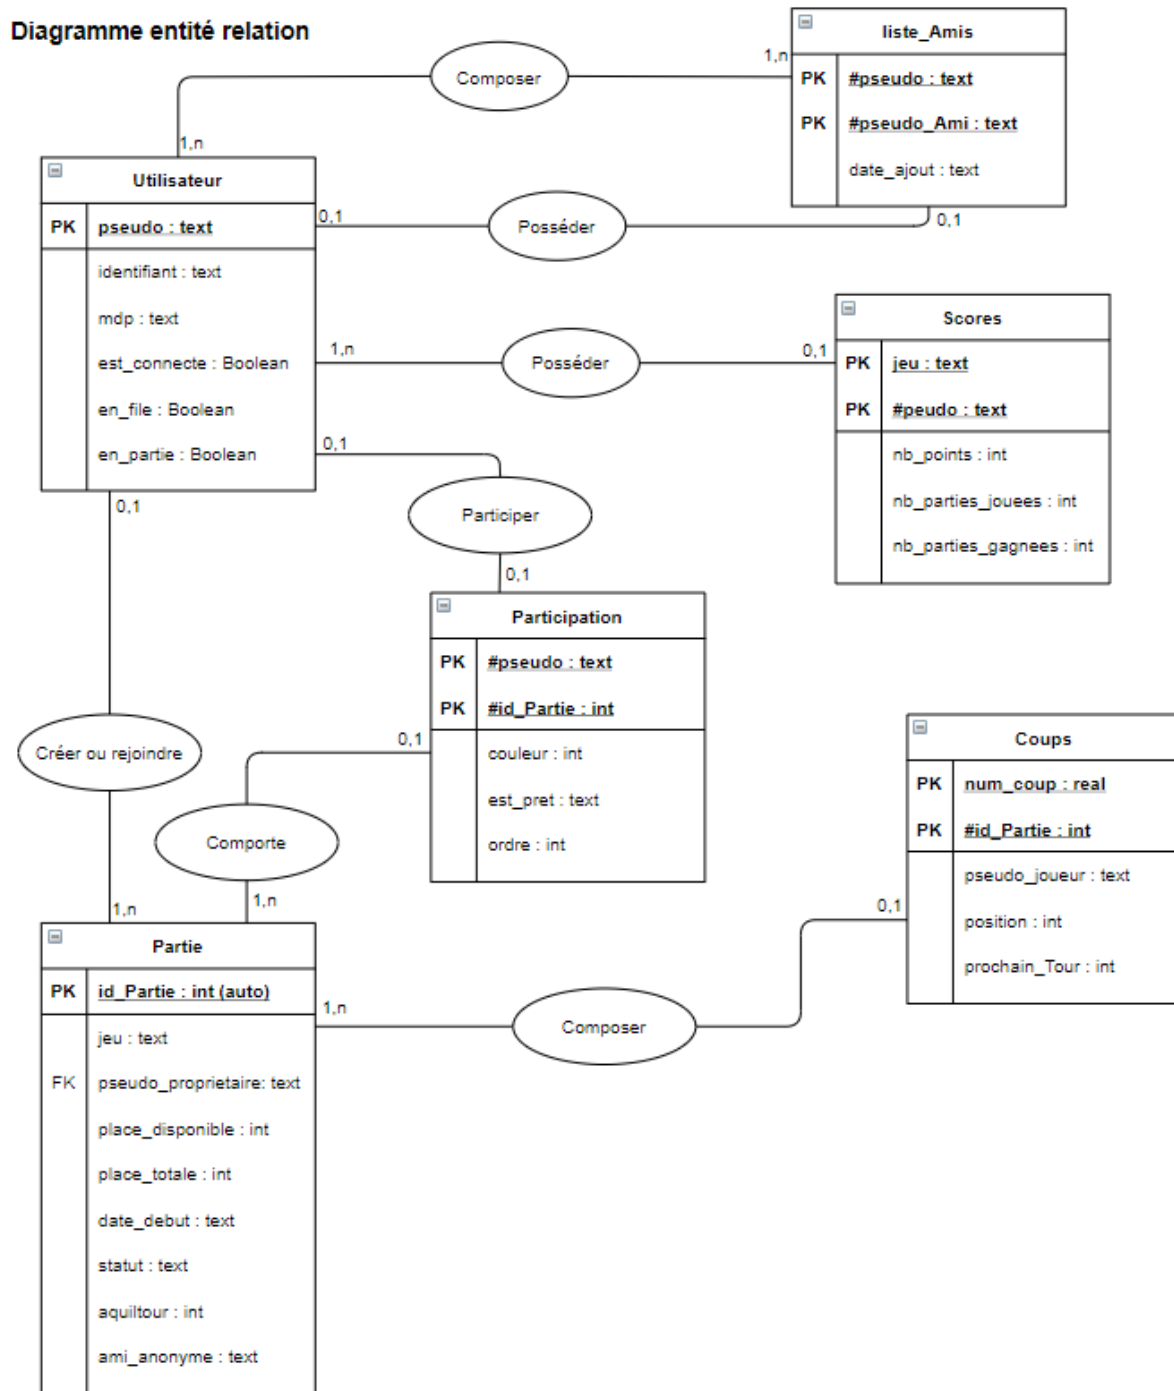 Diagramme entité relation
liste_Amis
PK #pseudo : text
PK #pseudo_Ami : text
date_ajout : text
1,n
Composer
1,n
Utilisateur
PK pseudo : text
identifiant : text
mdp : text
est_connecte : Boolean
en_file : Boolean
en_partie : Boolean
0,1
Posséder
0,1
1,n
Posséder
0,1
Scores
PK jeu : text
PK #peudo : text
nb_points : int
nb_parties_jouees : int
nb_parties_gagnees : int
0,1
Participer
0,1
0,1
Participation
PK #pseudo : text
PK #id_Partie : int
couleur : int
est_pret : text
ordre : int
Créer ou rejoindre
0,1
Comporte
1,n
1,n
Coups
PK num_coup : real
PK #id_Partie : int
pseudo_joueur : text
position : int
prochain_Tour : int
0,1
Composer
1,n
Partie
PK id_Partie : int (auto)
jeu : text
FK pseudo_proprietaire: text
place_disponible : int
place_totale : int
date_debut : text
statut : text
aquiltour : int
ami_anonyme : text